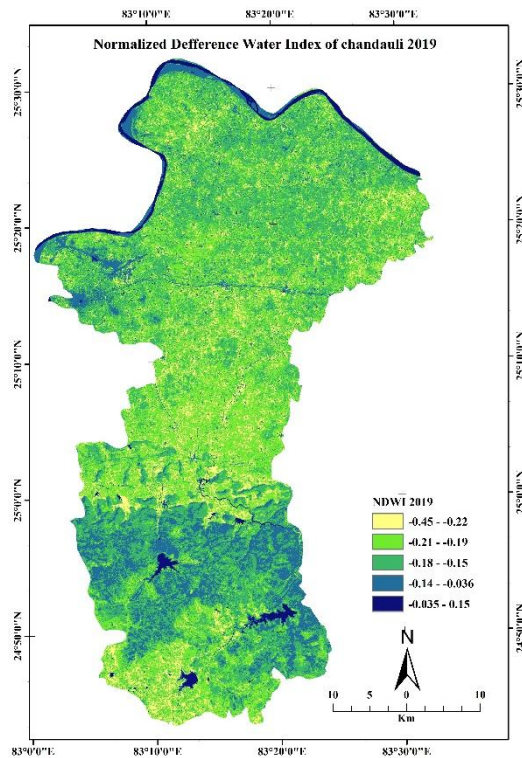 83°10'0"E 83°20'0"E 83°30'0"E
Normalized Defference Water Index of chandauli 2019
25°30'0"N
25°20'0"N
25°10'0"N
25°0'0"N
24°50'0"N
25°30'0"N
25°20'0"N
25°10'0"N
25°0'0"N
24°50'0"N
NDWI 2019
-0.45 - -0.22
-0.21 - -0.19
-0.18 - -0.15
-0.14 - -0.036
-0.035 - 0.15
N
10 5 0 10
Km
83°0'0"E 83°10'0"E 83°20'0"E 83°30'0"E